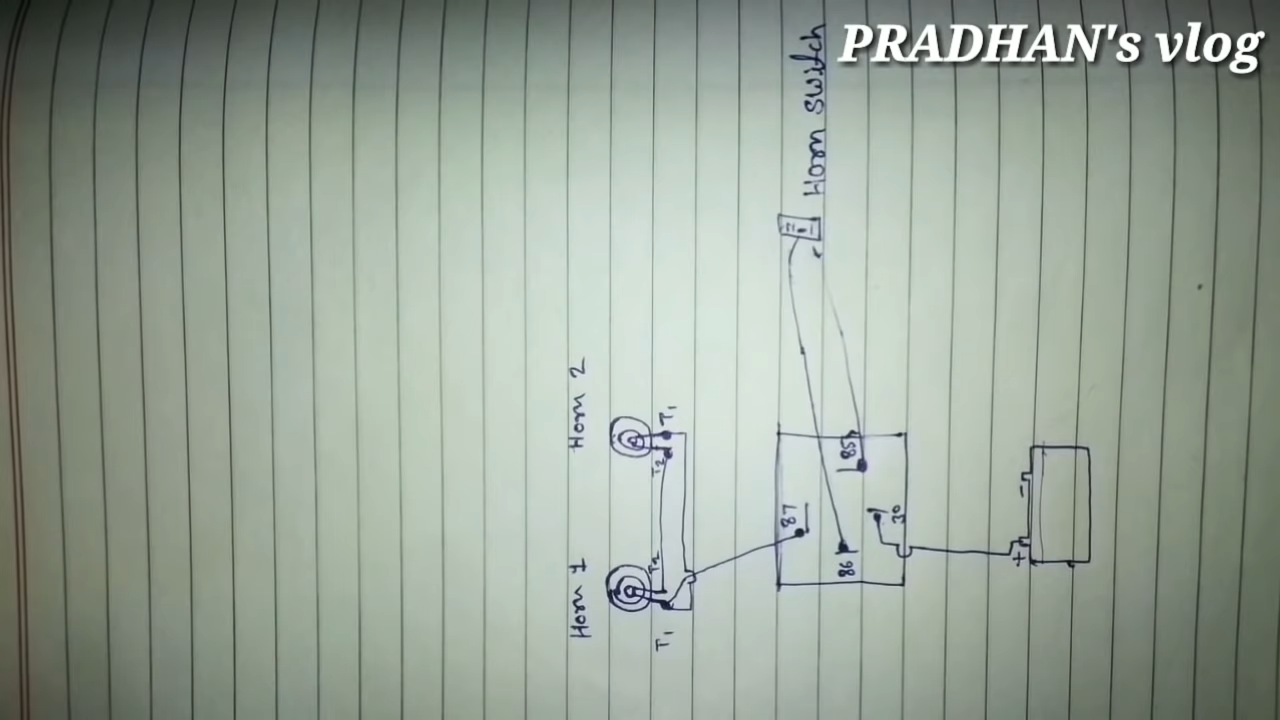 PRADHAN's vlog
Horn Switch
Horn 1
Horn 2
T1
T2
T2
T1
87
86
85
30
+
-